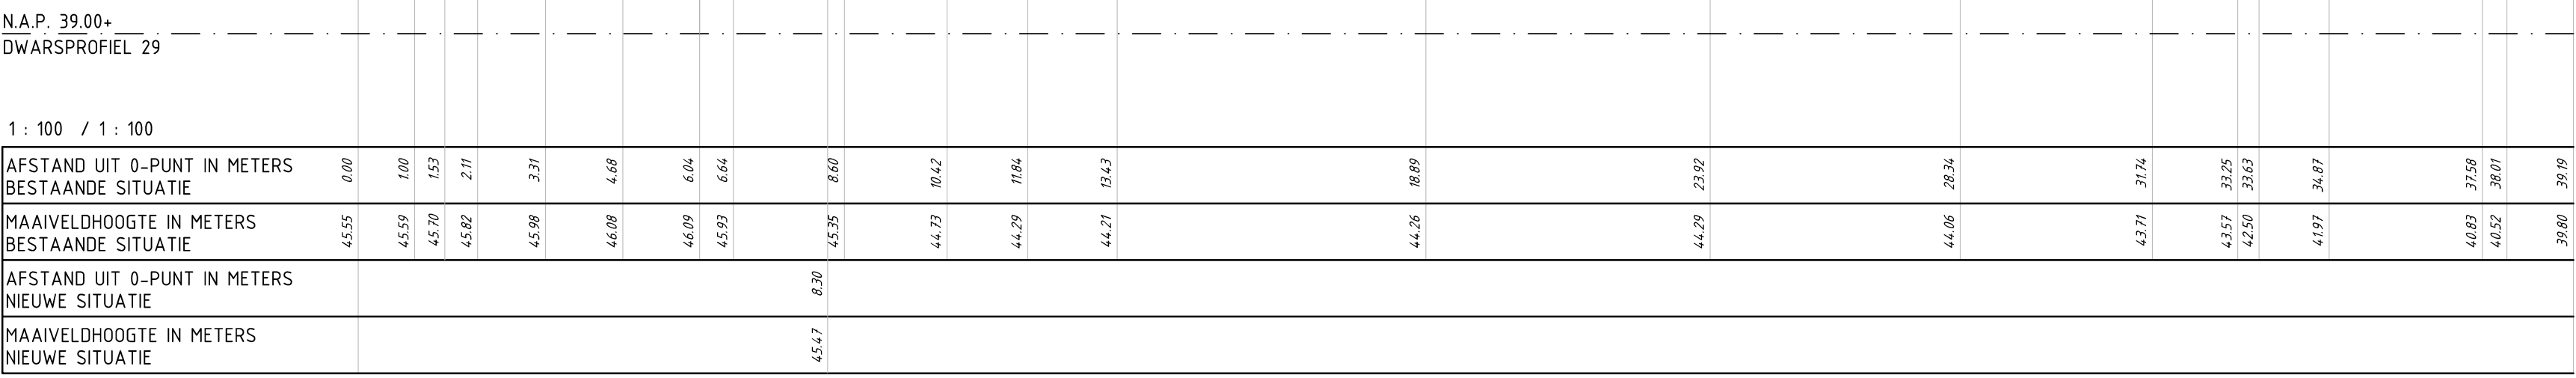 N.A.P. 39.00+
DWARSPROFIEL 29
1 : 100 / 1 : 100
AFSTAND UIT 0-PUNT IN METERS
BESTAANDE SITUATIE
0.00 1.00 1.53 2.11 3.31 4.68 6.04 6.64 8.60 10.42 11.84 13.43 18.89 23.92 28.34 31.74 33.25 33.63 34.87 37.58 38.01 39.19
MAAIVELDHOOGTE IN METERS
BESTAANDE SITUATIE
45.55 45.59 45.70 45.82 45.98 46.08 46.09 45.93 45.35 44.73 44.29 44.21 44.26 44.29 44.06 43.71 43.57 42.50 41.97 40.83 40.52 39.80
AFSTAND UIT 0-PUNT IN METERS
NIEUWE SITUATIE
8.30
MAAIVELDHOOGTE IN METERS
NIEUWE SITUATIE
45.47